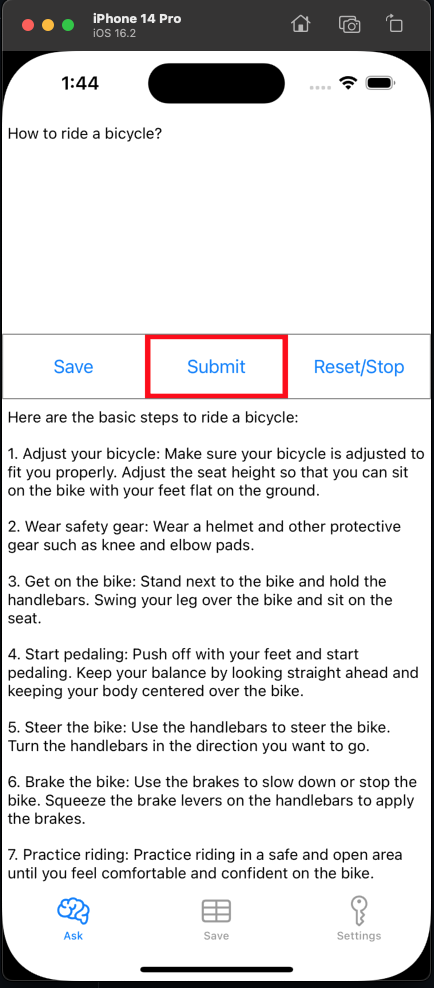 iPhone 14 Pro
iOS 16.2
1:44
How to ride a bicycle?
Save
Submit
Reset/Stop
Here are the basic steps to ride a bicycle:
1. Adjust your bicycle: Make sure your bicycle is adjusted to
fit you properly. Adjust the seat height so that you can sit
on the bike with your feet flat on the ground.
2. Wear safety gear: Wear a helmet and other protective
gear such as knee and elbow pads.
3. Get on the bike: Stand next to the bike and hold the
handlebars. Swing your leg over the bike and sit on the
seat.
4. Start pedaling: Push off with your feet and start
pedaling. Keep your balance by looking straight ahead and
keeping your body centered over the bike.
5. Steer the bike: Use the handlebars to steer the bike.
Turn the handlebars in the direction you want to go.
6. Brake the bike: Use the brakes to slow down or stop the
bike. Squeeze the brake levers on the handlebars to apply
the brakes.
7. Practice riding: Practice riding in a safe and open area
until you feel comfortable and confident on the bike.
Ask
Save
Settings